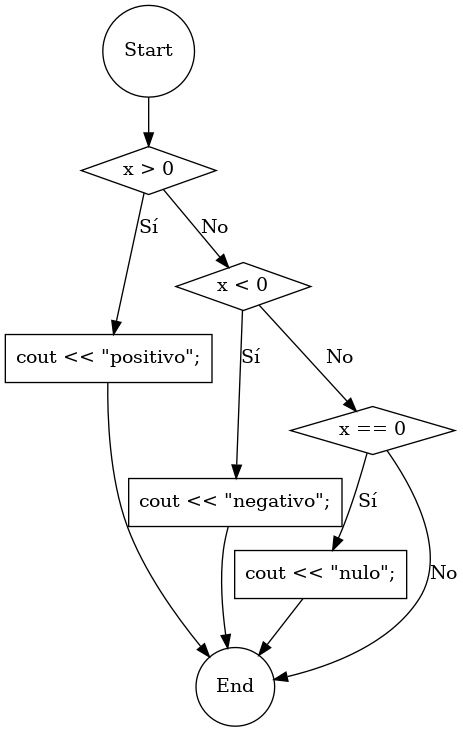 Start
x > 0
Sí
No
x < 0
cout << "positivo";
Sí
No
x == 0
cout << "negativo";
Sí
No
cout << "nulo";
End